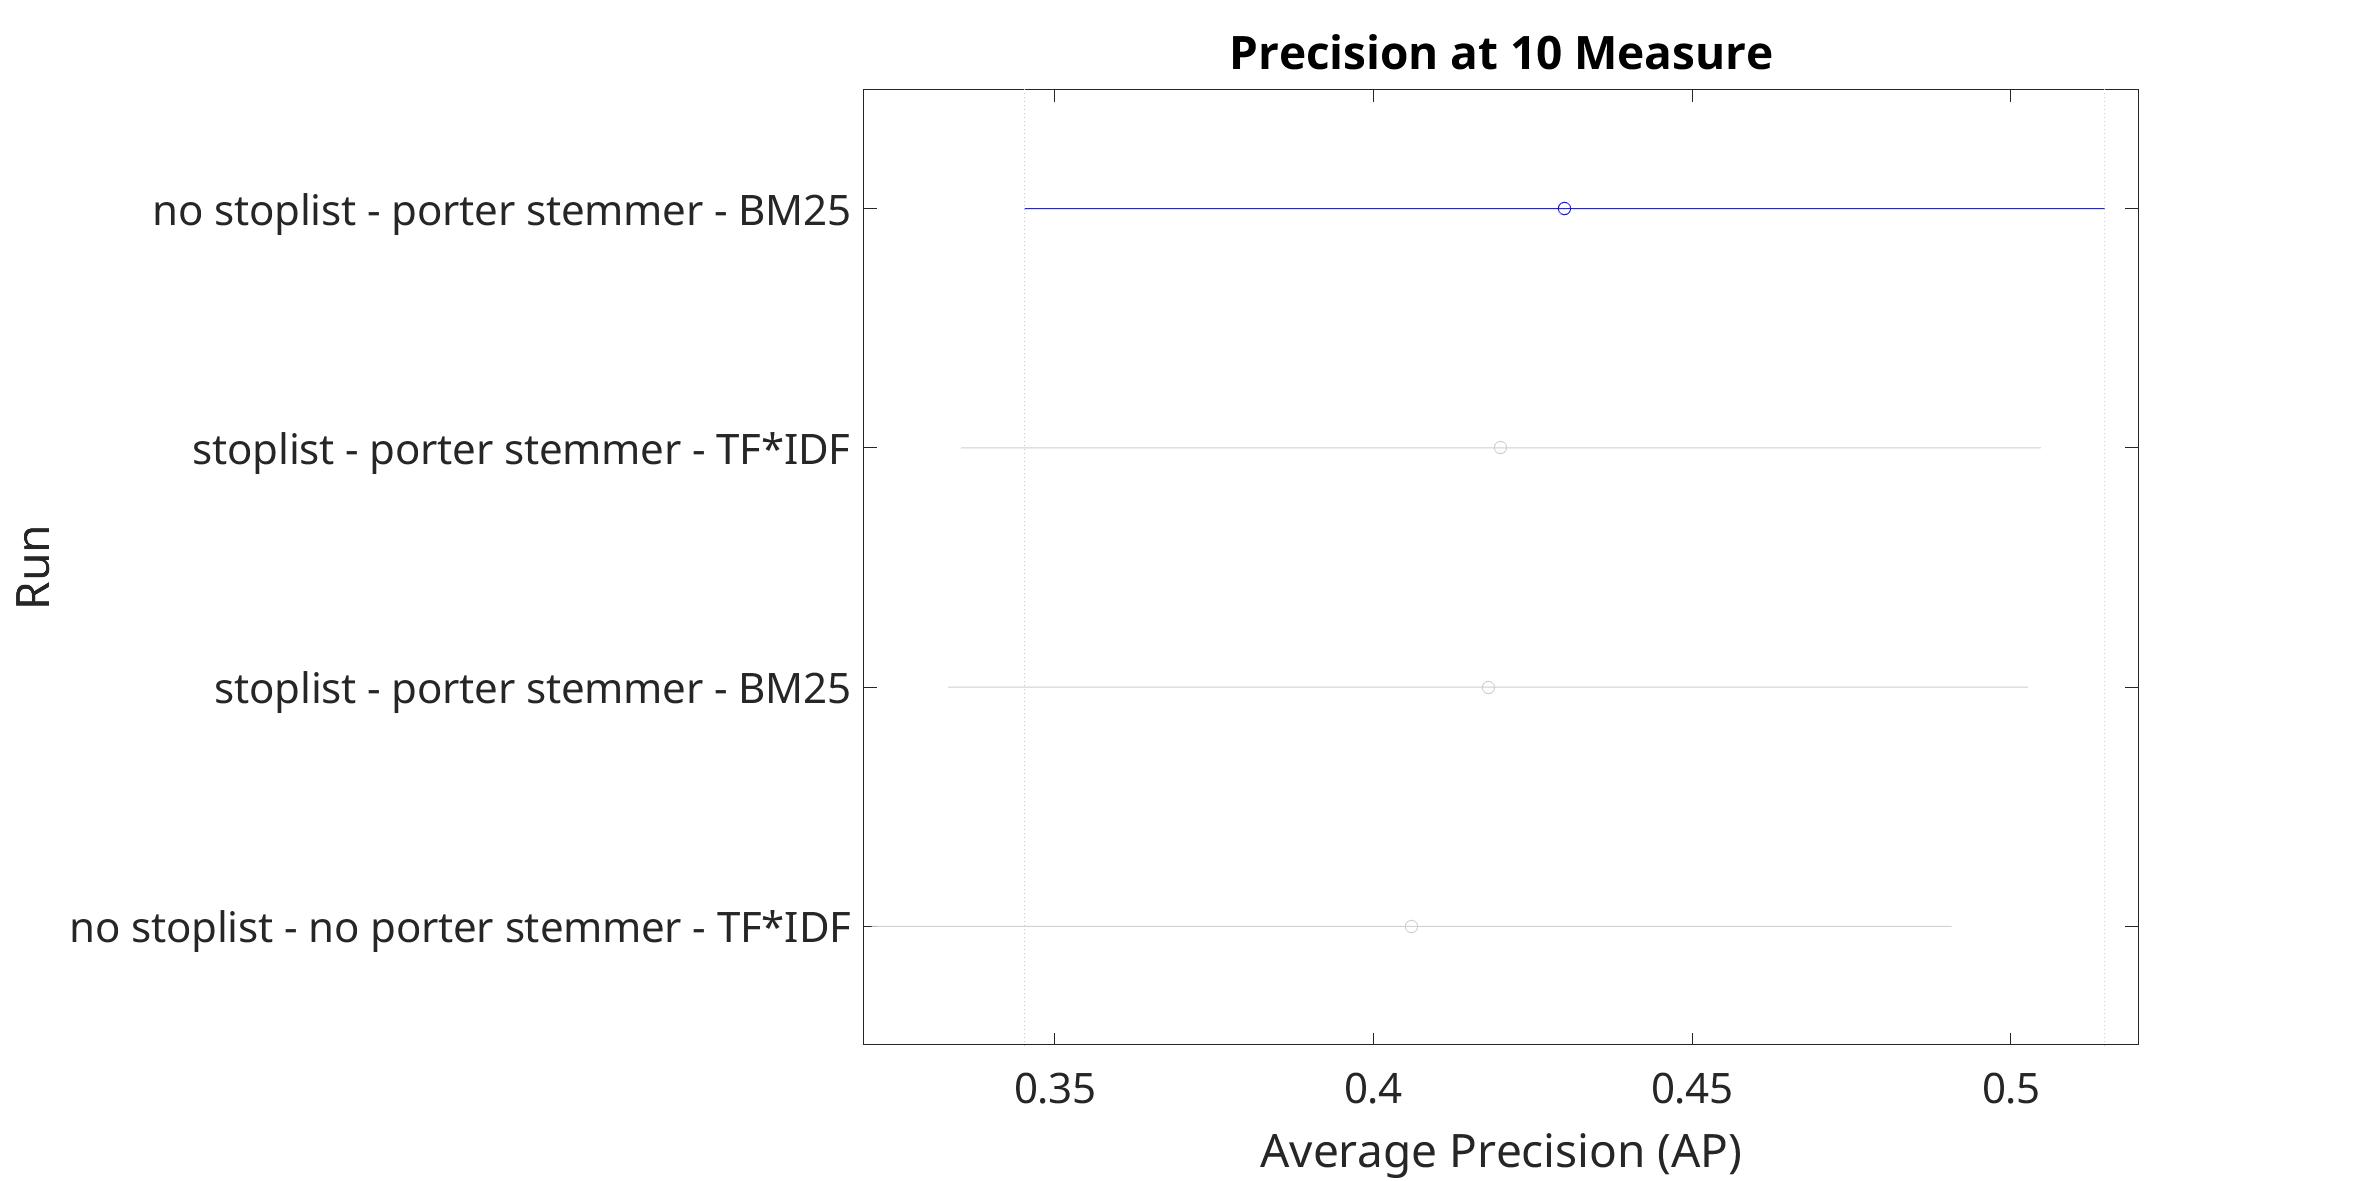 Precision at 10 Measure
no stoplist - porter stemmer - BM25
stoplist - porter stemmer - TF*IDF
stoplist - porter stemmer - BM25
no stoplist - no porter stemmer - TF*IDF
Run
0.35 0.4 0.45 0.5
Average Precision (AP)